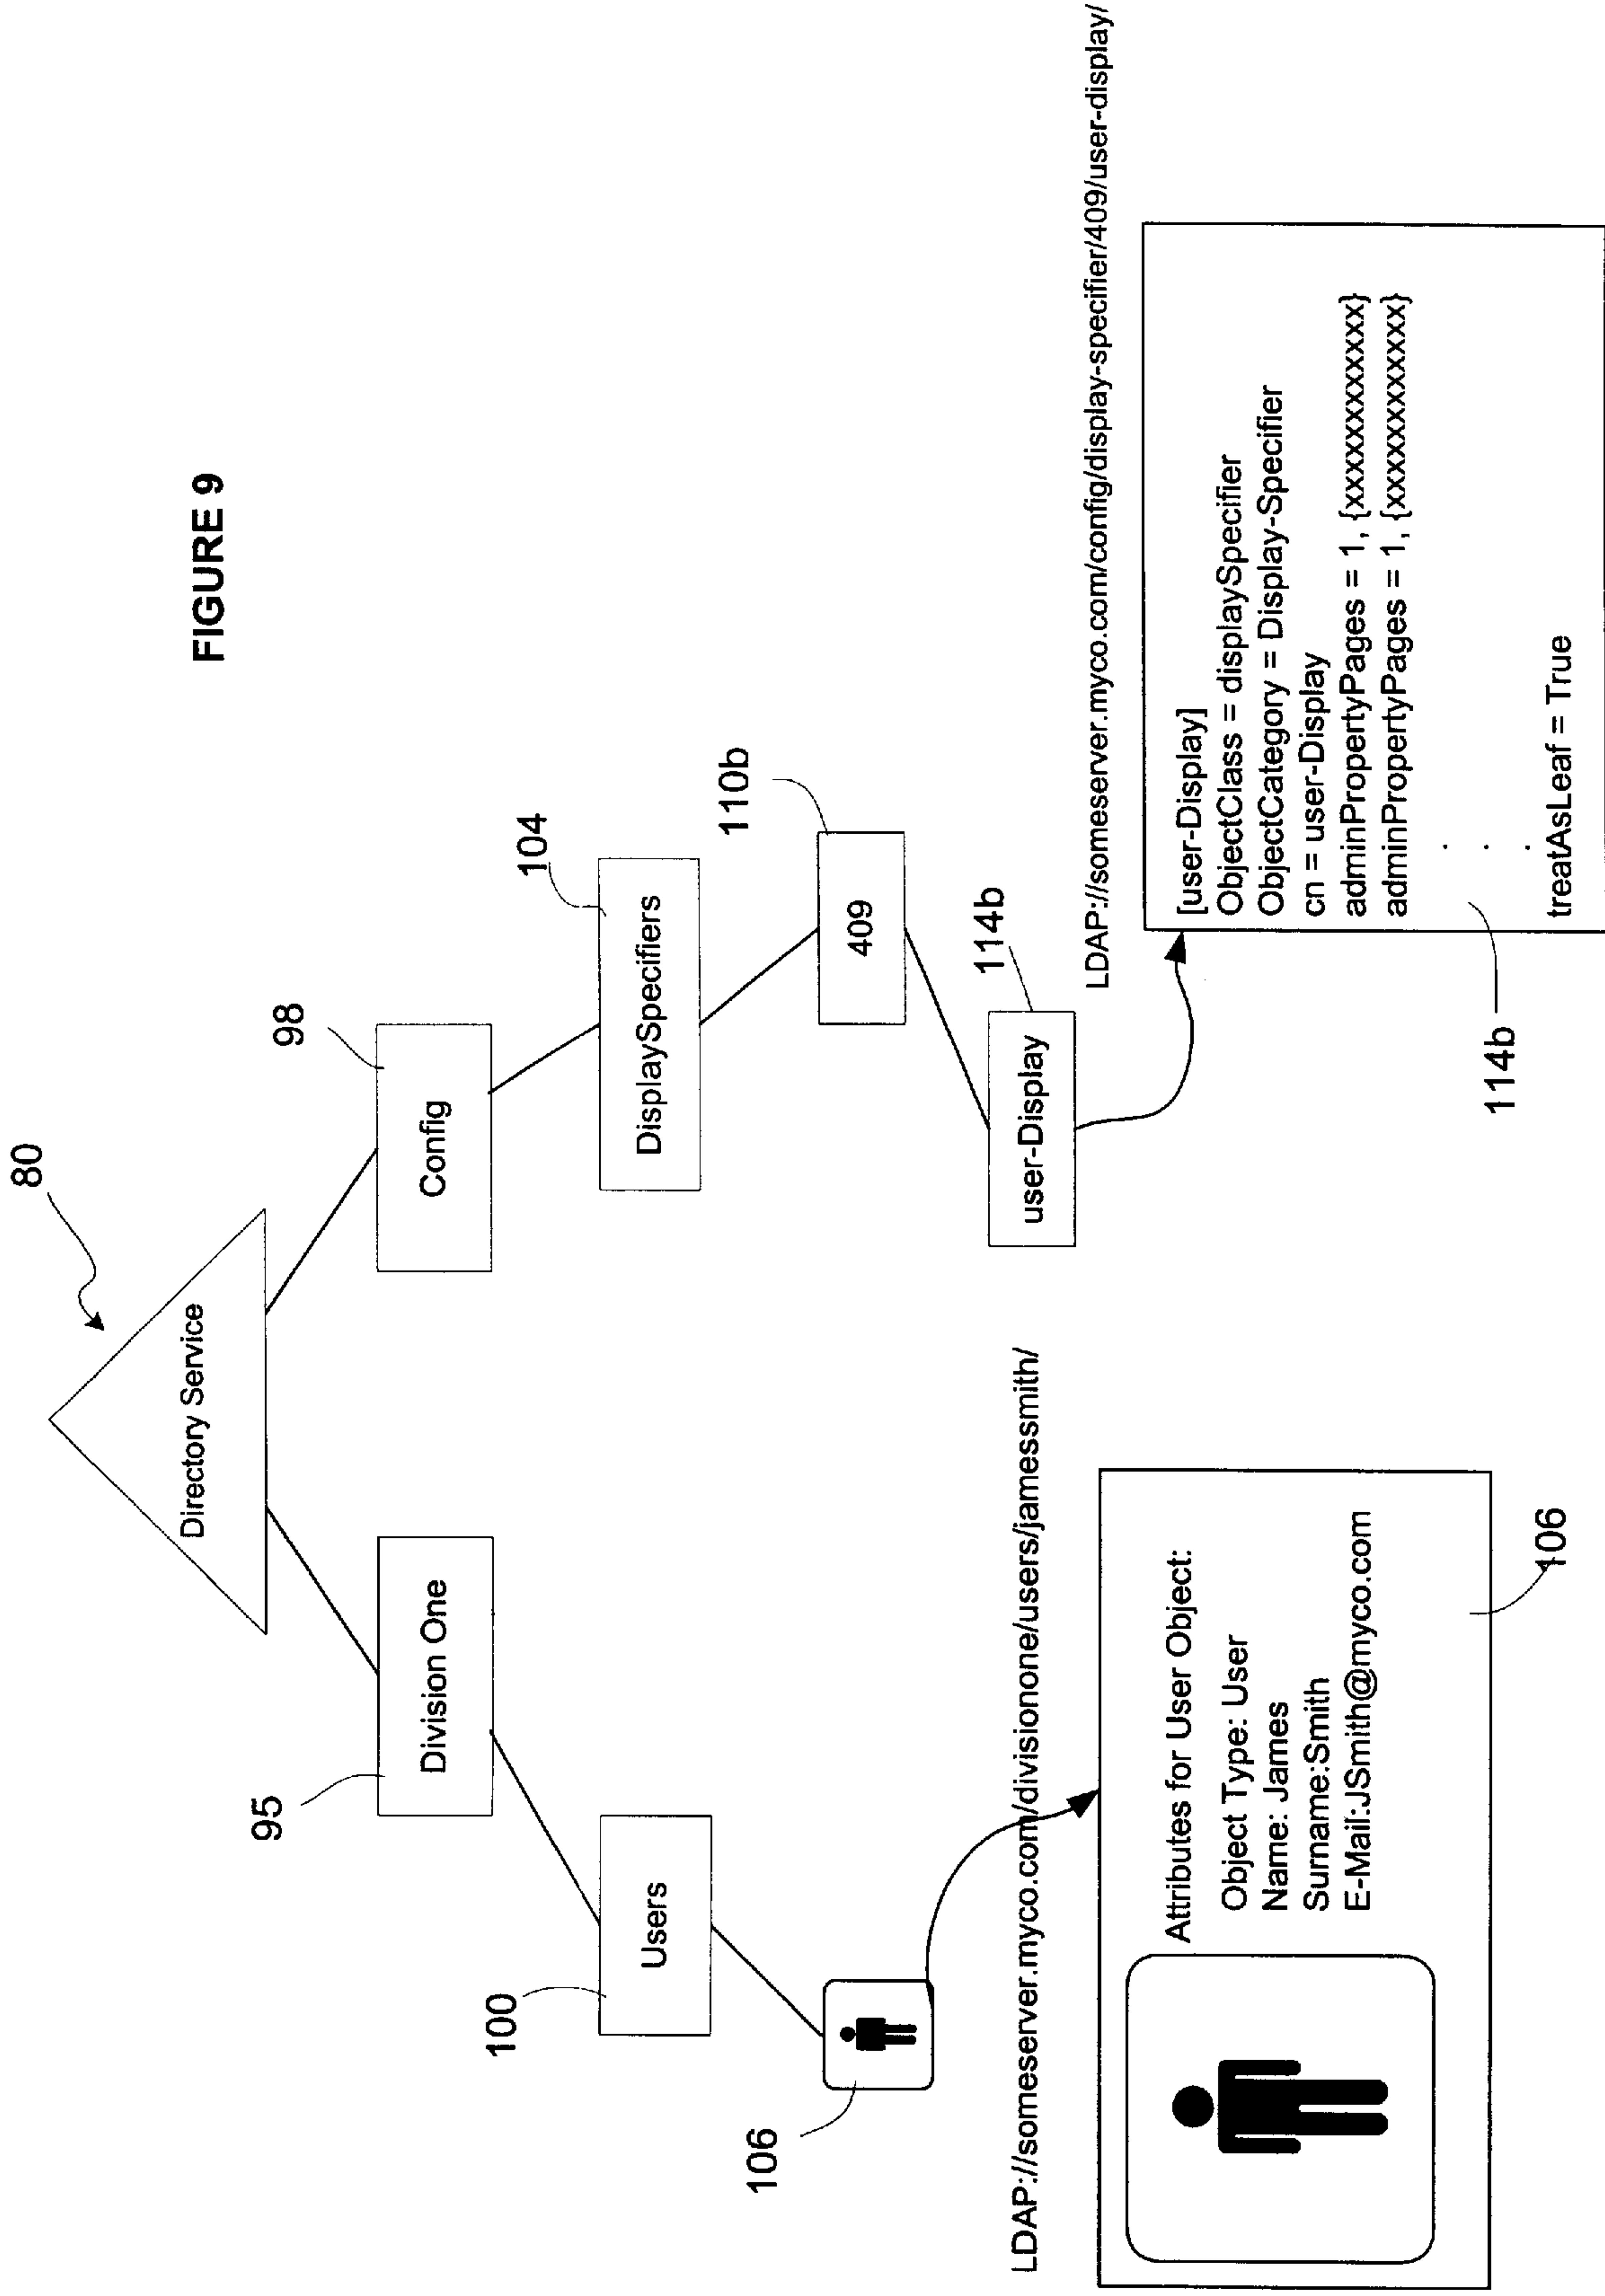 FIGURE 9
80
Directory Service
95
Division One
98
Config
100
Users
104
DisplaySpecifiers
106
110b
409
114b
user-Display
LDAP://someserver.myco.com/divisionone/users/jamessmith/
Attributes for User Object:
Object Type: User
Name: James
Surname:Smith
E-Mail:JSmith@myco.com
106
LDAP://someserver.myco.com/config/display-specifier/409/user-display/
[user-Display]
ObjectClass = displaySpecifier
ObjectCategory = Display-Specifier
cn = user-Display
adminPropertyPages = 1, {xxxxxxxxxxx}
adminPropertyPages = 1, {xxxxxxxxxxx}
.
.
.
treatAsLeaf = True
114b